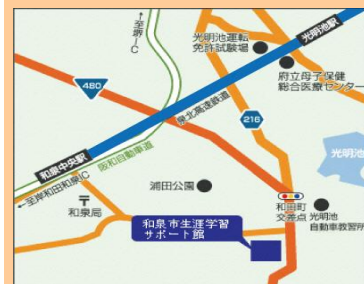 光明池駅
←至堺IC
光明池運転
免許試験場
府立母子保健
総合医療センター
480
泉北高速鉄道
218
和泉中央駅
阪和自動車道
光明池
←至岸和田和泉IC
浦田公園
和田町
交差点
光明池
自動車教習所
〒
和泉局
和泉市生涯学習
サポート館